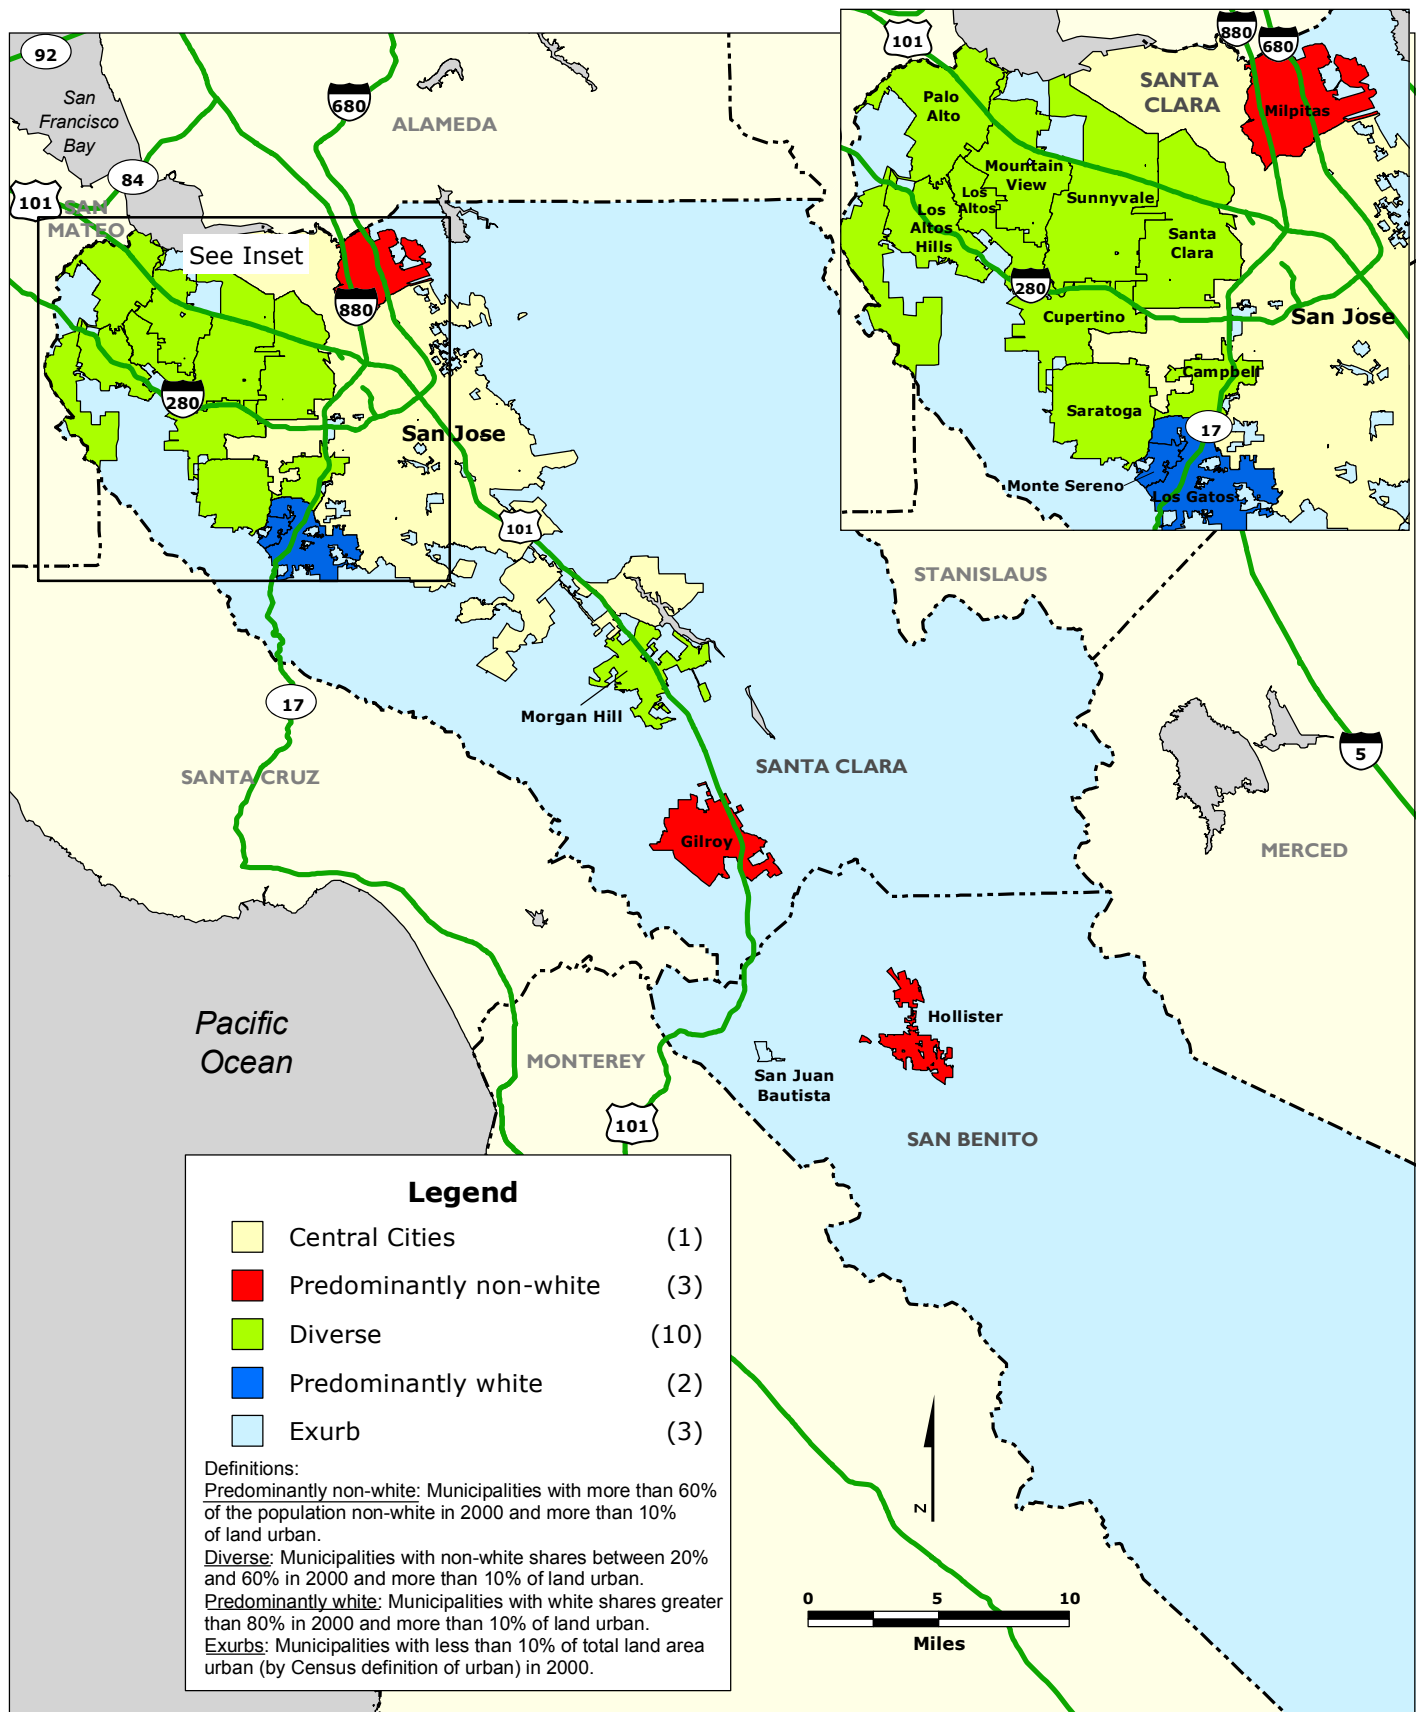 92
San
Francisco
Bay
680
ALAMEDA
84
101
SAN
MATEO
See Inset
880
280
San Jose
101
17
Morgan Hill
SANTA CRUZ
SANTA CLARA
Gilroy
STANISLAUS
5
MERCED
Pacific
Ocean
MONTEREY
101
Hollister
San Juan
Bautista
SAN BENITO
101
880
680
SANTA
CLARA
Palo
Alto
Milpitas
Mountain
View
Los
Altos
Sunnyvale
Los
Altos
Hills
Santa
Clara
280
Cupertino
San Jose
Campbell
Saratoga
17
Monte Sereno
Los Gatos
Legend
Central Cities (1)
Predominantly non-white (3)
Diverse (10)
Predominantly white (2)
Exurb (3)
Definitions:
Predominantly non-white: Municipalities with more than 60%
of the population non-white in 2000 and more than 10%
of land urban.
Diverse: Municipalities with non-white shares between 20%
and 60% in 2000 and more than 10% of land urban.
Predominantly white: Municipalities with white shares greater
than 80% in 2000 and more than 10% of land urban.
Exurbs: Municipalities with less than 10% of total land area
urban (by Census definition of urban) in 2000.
N
0 5 10
Miles